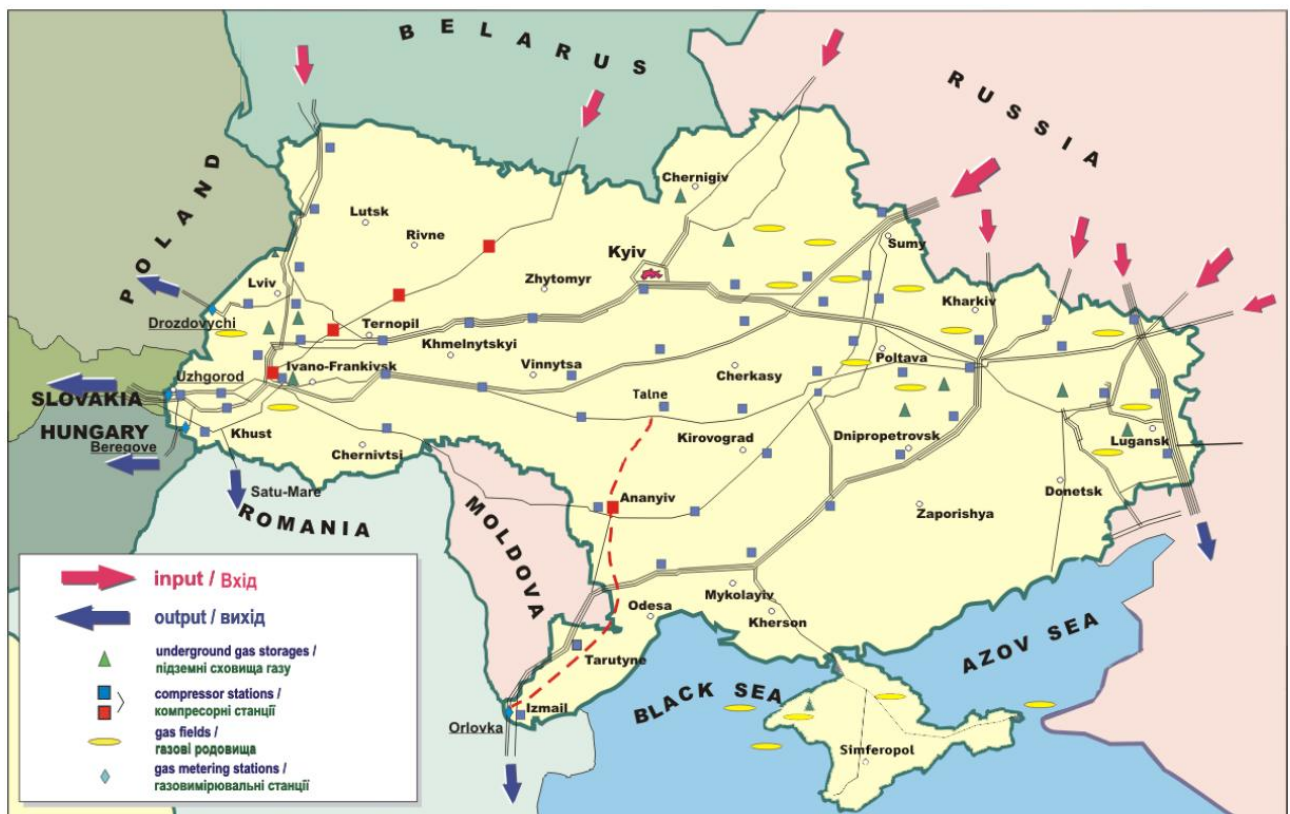 BELARUS
RUSSIA
POLAND
Chernigiv
Lutsk
Rivne
Sumy
Kyiv
Lviv
Zhytomyr
Kharkiv
Drozdovychi
Ternopil
Khmelnytskyi
Poltava
Uzhgorod
Ivano-Frankivsk
Vinnytsa
Cherkasy
SLOVAKIA
Talne
HUNGARY
Khust
Kirovograd
Dnipropetrovsk
Lugansk
Beregove
Chernivtsi
Satu-Mare
Ananyiv
Donetsk
ROMANIA
Zaporishya
MOLDOVA
Mykolayiv
Odesa
Kherson
Tarutyne
AZOV SEA
BLACK SEA
Izmail
Orlovka
Simferopol
input / Вхід
output / вихід
underground gas storages /
підземні сховища газу
compressor stations /
компресорні станції
gas fields /
газові родовища
gas metering stations /
газовимірювальні станції